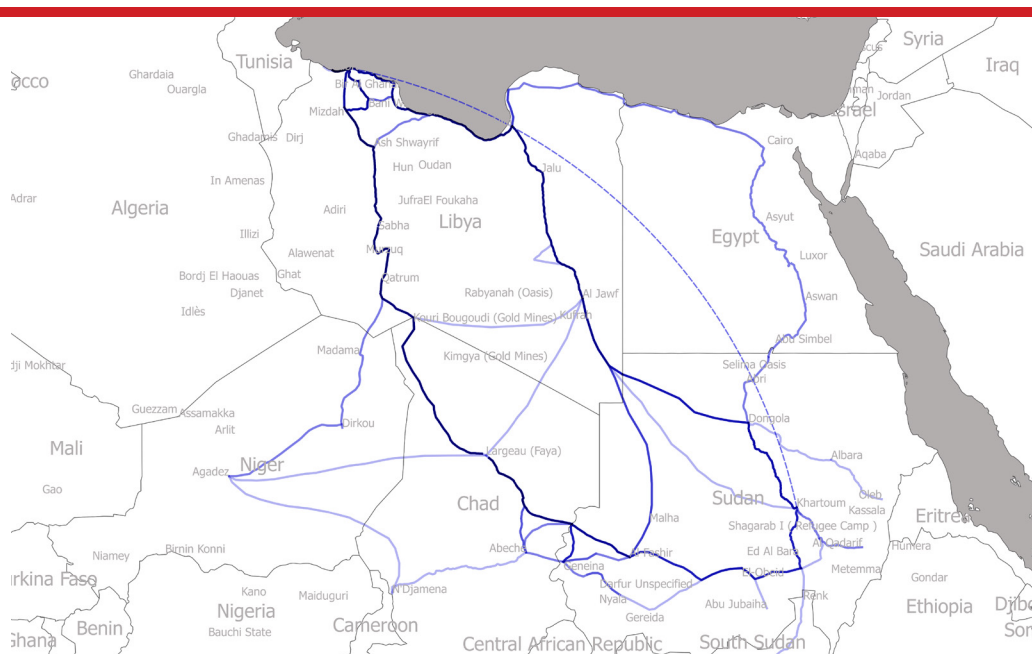 Syria
Tunisia
Iraq
Ghardaia
Ouargla
Jordan
Israel
Mizdah
Ghadamis Dirj
Ash Shwayrif
Cairo
Aqaba
Hun Oudan
Jalu
In Amenas
Adrar
Algeria
Adiri
JufraEl Foukaha
Libya
Sabha
Asyut
Egypt
Illizi
Alawenat
Murzuq
Luxor
Saudi Arabia
Bordj El Haouas
Ghat
Qatrum
Djanet
Rabyanah (Oasis)
Al Jawf
Aswan
Idlès
Kouri Bougoudi (Gold Mines)
Kufrah
Abu Simbel
Madama
Kimgya (Gold Mines)
Selima Oasis
Abri
dji Mokhtar
Guezzam
Assamakka
Arlit
Dirkou
Dongola
Mali
Largeau (Faya)
Albara
Agadez
Niger
Gao
Chad
Sudan
Oleb
Khartoum
Kassala
Malha
Shagarab I ( Refugee Camp )
Eritrea
Niamey
Birnin Konni
Abeche
Al-Fashir
Ed Al Bara
Al-Qadarif
Humera
Geneina
Metemma
El-Obeid
Darfur Unspecified
rkina Faso
Gondar
Kano
Maiduguri
N'Djamena
Nyala
Abu Jubaiha
Renk
Ethiopia
Nigeria
Gereida
Benin
Bauchi State
Cameroon
Central African Republic
South Sudan
Ghana